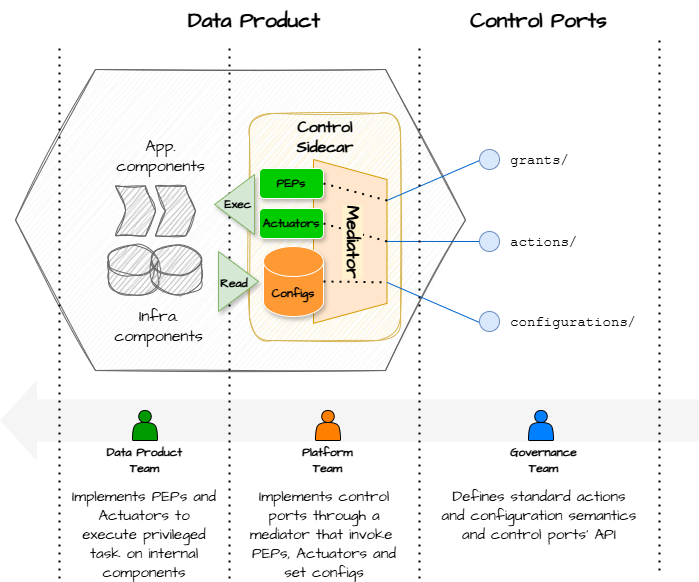 Data Product
Control Ports
Control
Sidecar
App.
components
PEPs
grants/
Exec
Actuators
Mediator
actions/
Read
Configs
Infra
components
configurations/
Data Product
Team
Platform
Team
Governance
Team
Implements PEPs and
Actuators to
execute privileged
task on internal
components
Implements control
ports through a
mediator that invoke
PEPs, Actuators and
set configs
Defines standard actions
and configuration semantics
and control ports' API